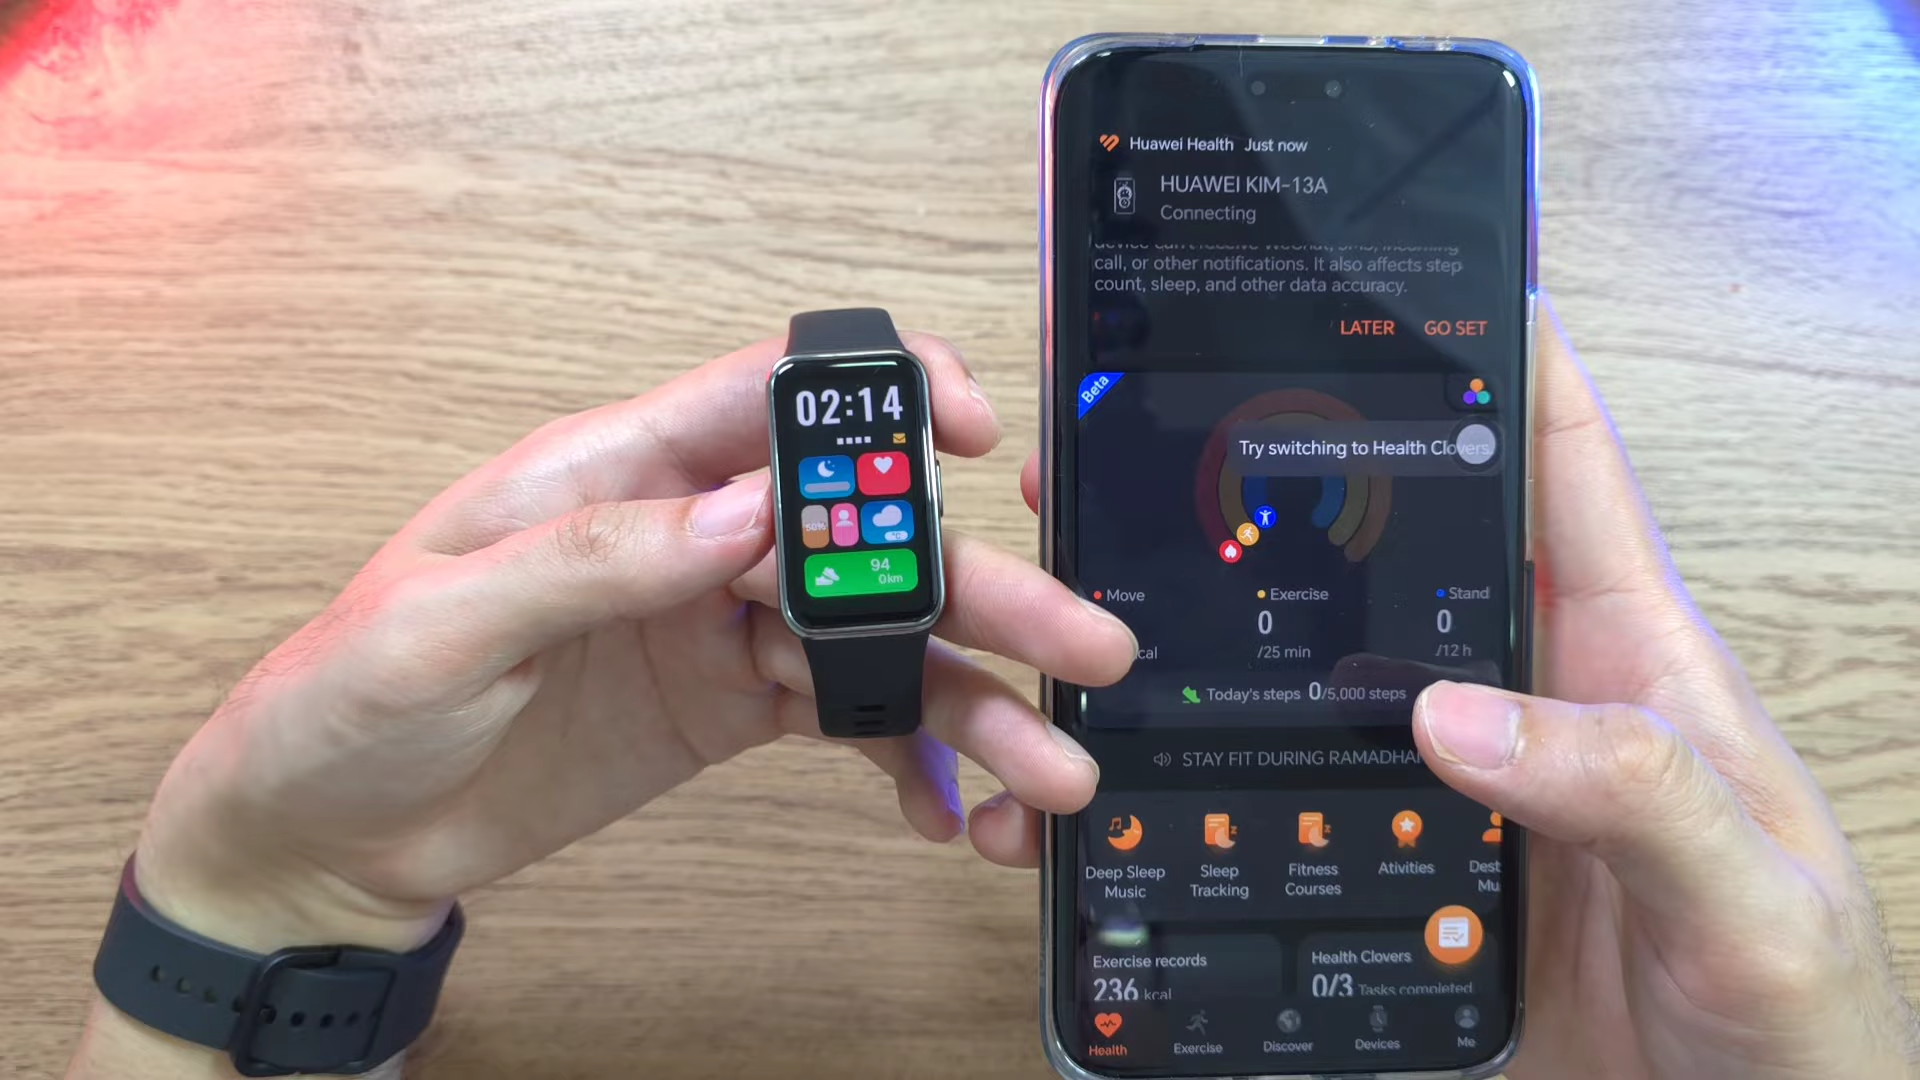 02:14
50%
°C
94
0km
Huawei Health Just now
HUAWEI KIM-13A
Connecting
call, or other notifications. It also affects step
count, sleep, and other data accuracy.
LATER GO SET
Beta
Try switching to Health Clovers.
Move
Exercise
Stand
0
0
cal
/25 min
/12 h
Today's steps 0/5,000 steps
STAY FIT DURING RAMADHA
Deep Sleep
Music
Sleep
Tracking
Fitness
Courses
Ativities
Dest
Mu
Exercise records
236 kcal
Health Clovers
0/3 Tasks completed
Health
Exercise
Discover
Devices
Me